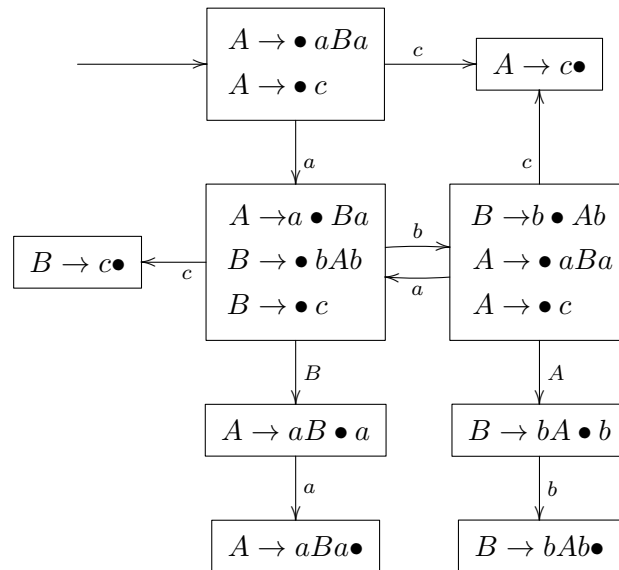 A → • aBa
A → • c
c
A → c•
a
c
A →a • Ba
B → • bAb
B → • c
b
a
B → b • Ab
A → • aBa
A → • c
B → c•
c
B
A
A → aB • a
B → bA • b
a
b
A → aBa•
B → bAb•